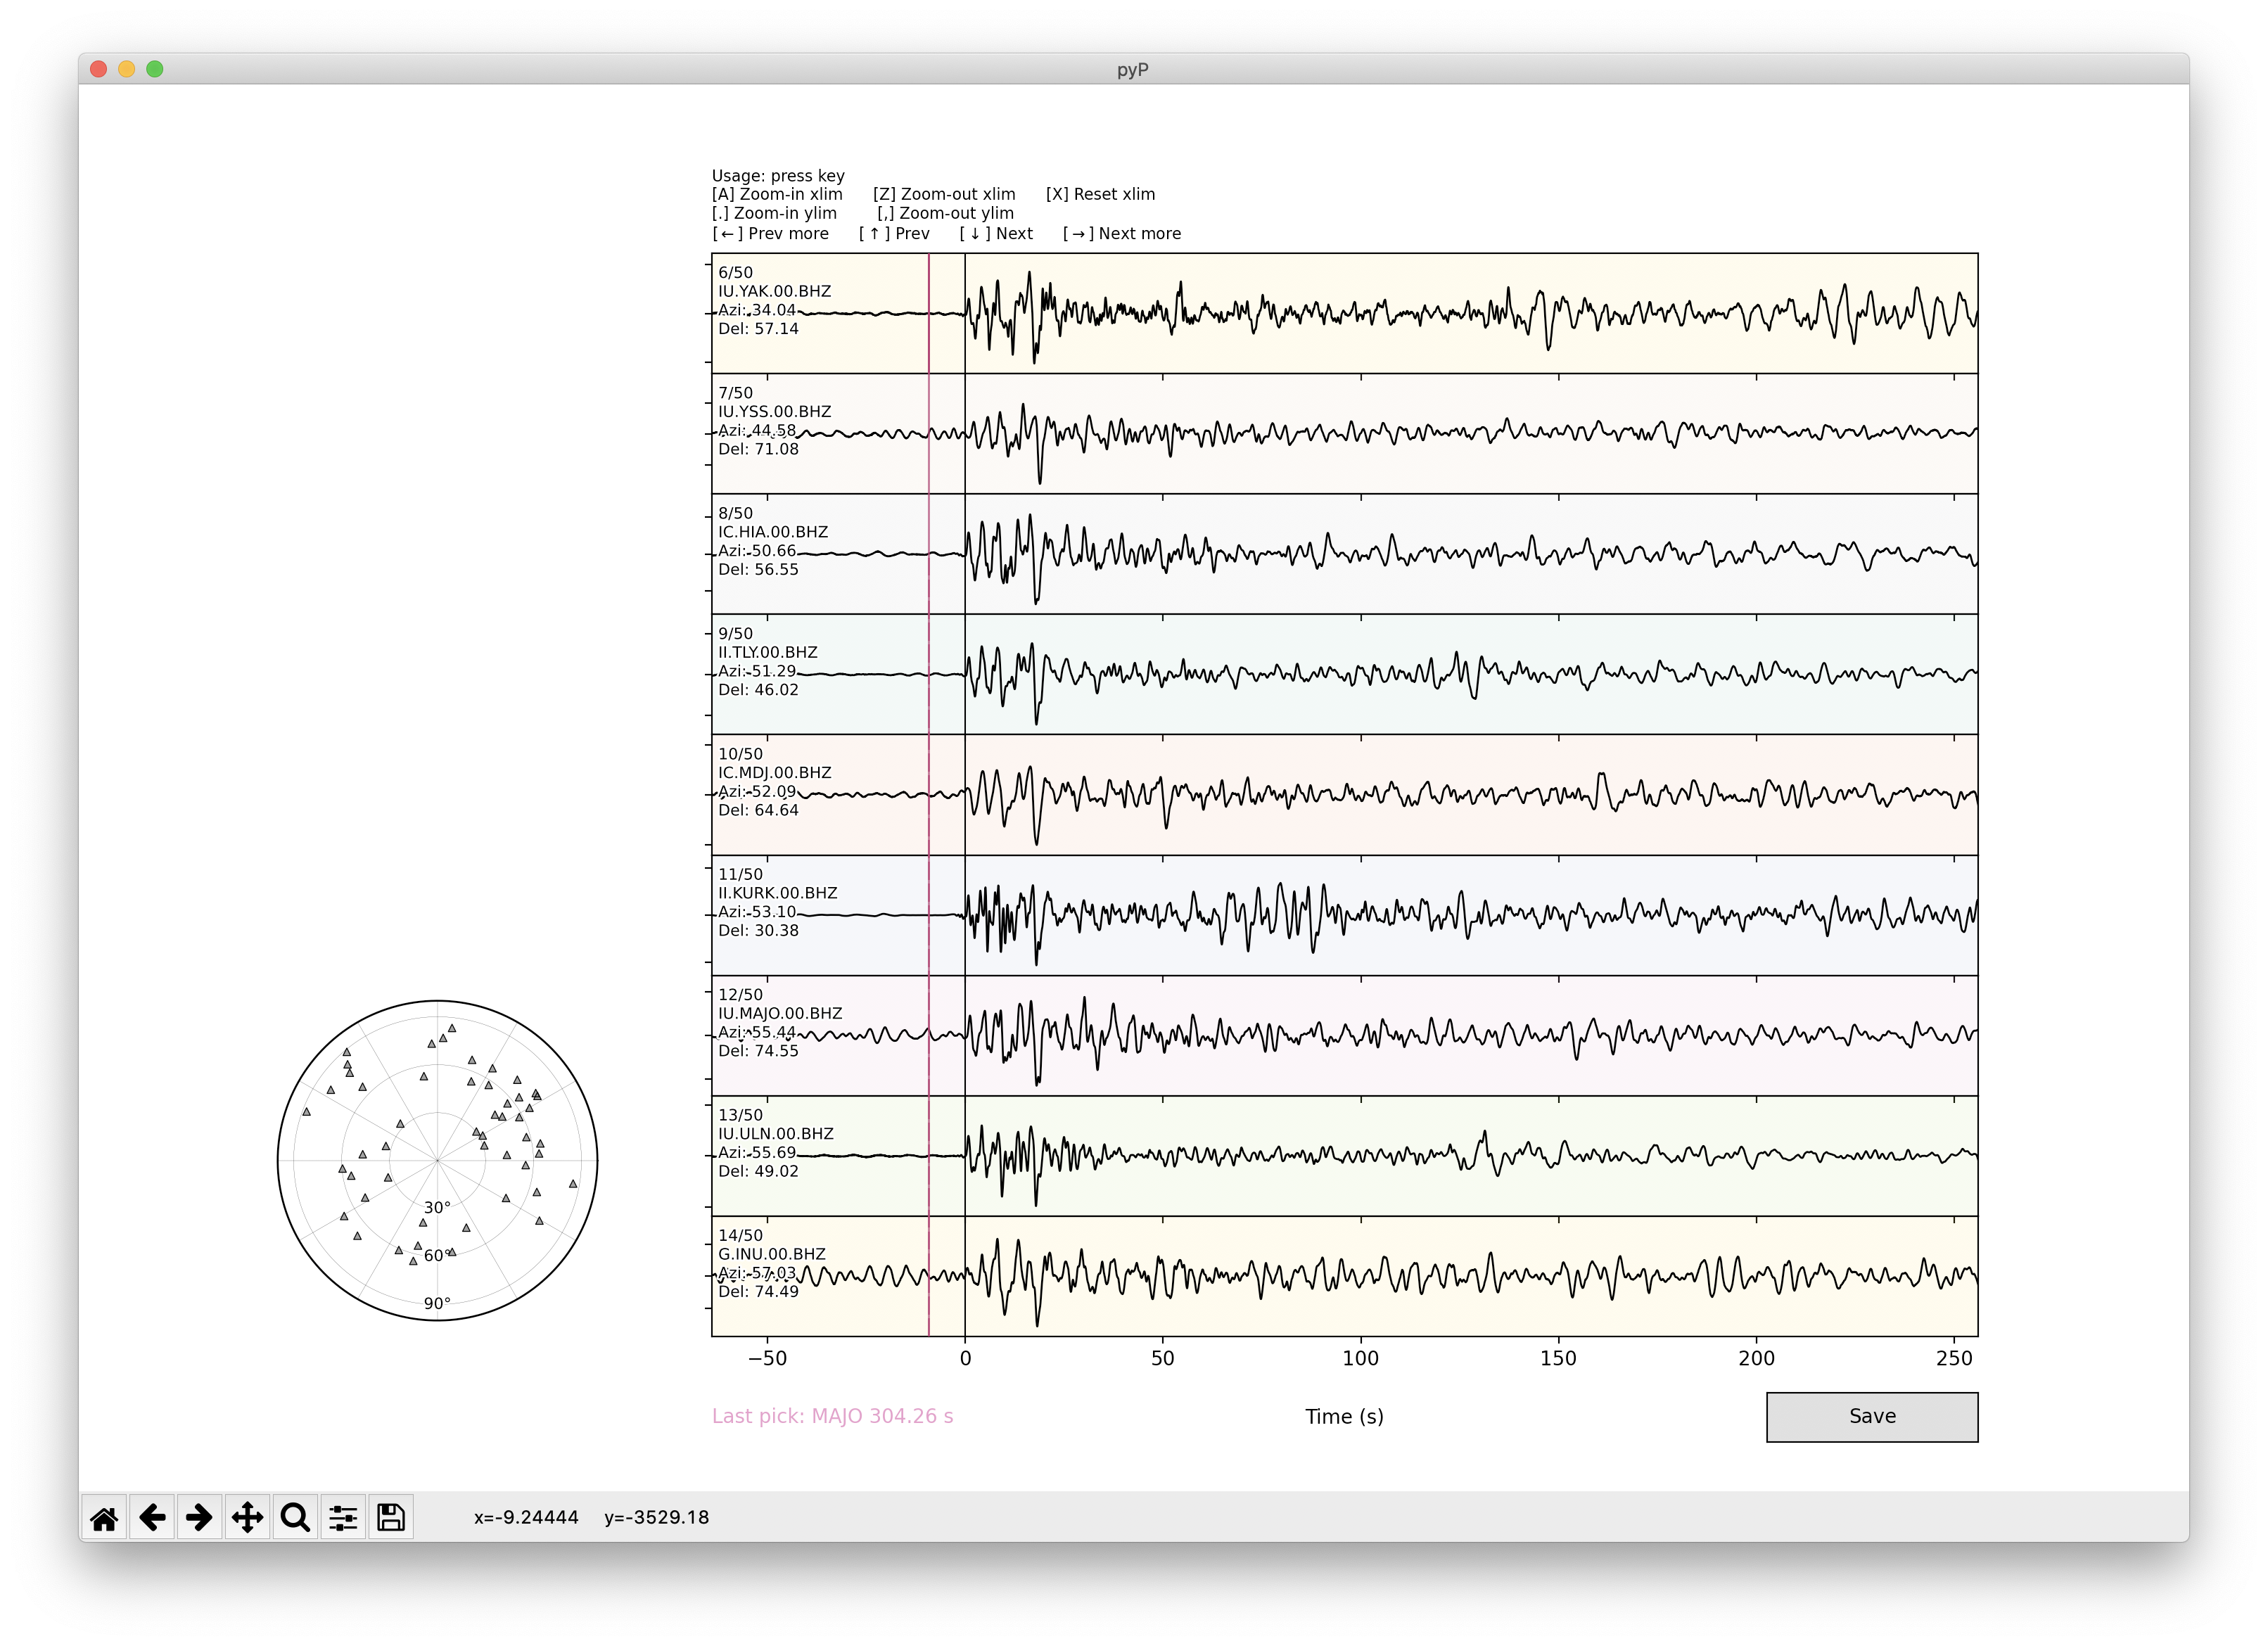 pyP
Usage: press key
[A] Zoom-in xlim [Z] Zoom-out xlim [X] Reset xlim
[.] Zoom-in ylim [,] Zoom-out ylim
[←] Prev more [↑] Prev [↓] Next [→] Next more
6/50
IU.YAK.00.BHZ
Azi: 34.04
Del: 57.14
7/50
IU.YSS.00.BHZ
Azi: 44.58
Del: 71.08
8/50
IC.HIA.00.BHZ
Azi: 50.66
Del: 56.55
9/50
II.TLY.00.BHZ
Azi: 51.29
Del: 46.02
10/50
IC.MDJ.00.BHZ
Azi: 52.09
Del: 64.64
11/50
II.KURK.00.BHZ
Azi: 53.10
Del: 30.38
12/50
IU.MAJO.00.BHZ
Azi: 55.44
Del: 74.55
13/50
IU.ULN.00.BHZ
Azi: 55.69
Del: 49.02
14/50
G.INU.00.BHZ
Azi: 57.03
Del: 74.49
30°
60°
90°
−50 0 50 100 150 200 250
Last pick: MAJO 304.26 s
Time (s)
Save
x=-9.24444 y=-3529.18